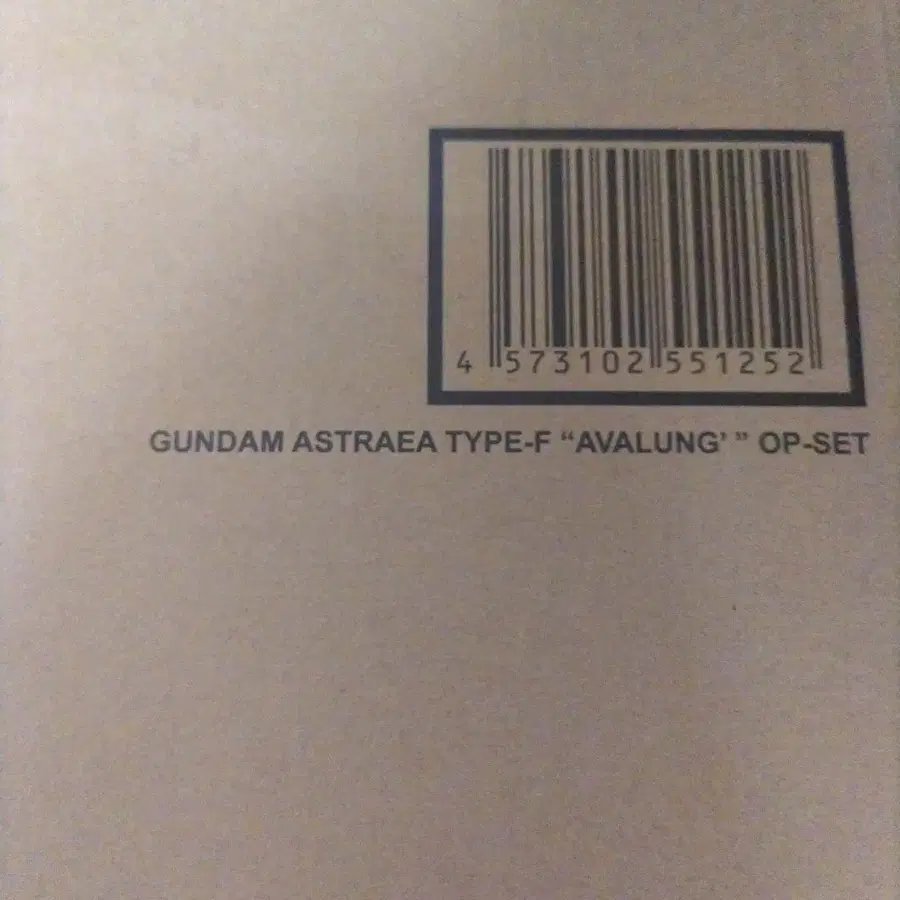 4 573102 551252
GUNDAM ASTRAEA TYPE-F “AVALUNG’ ” OP-SET